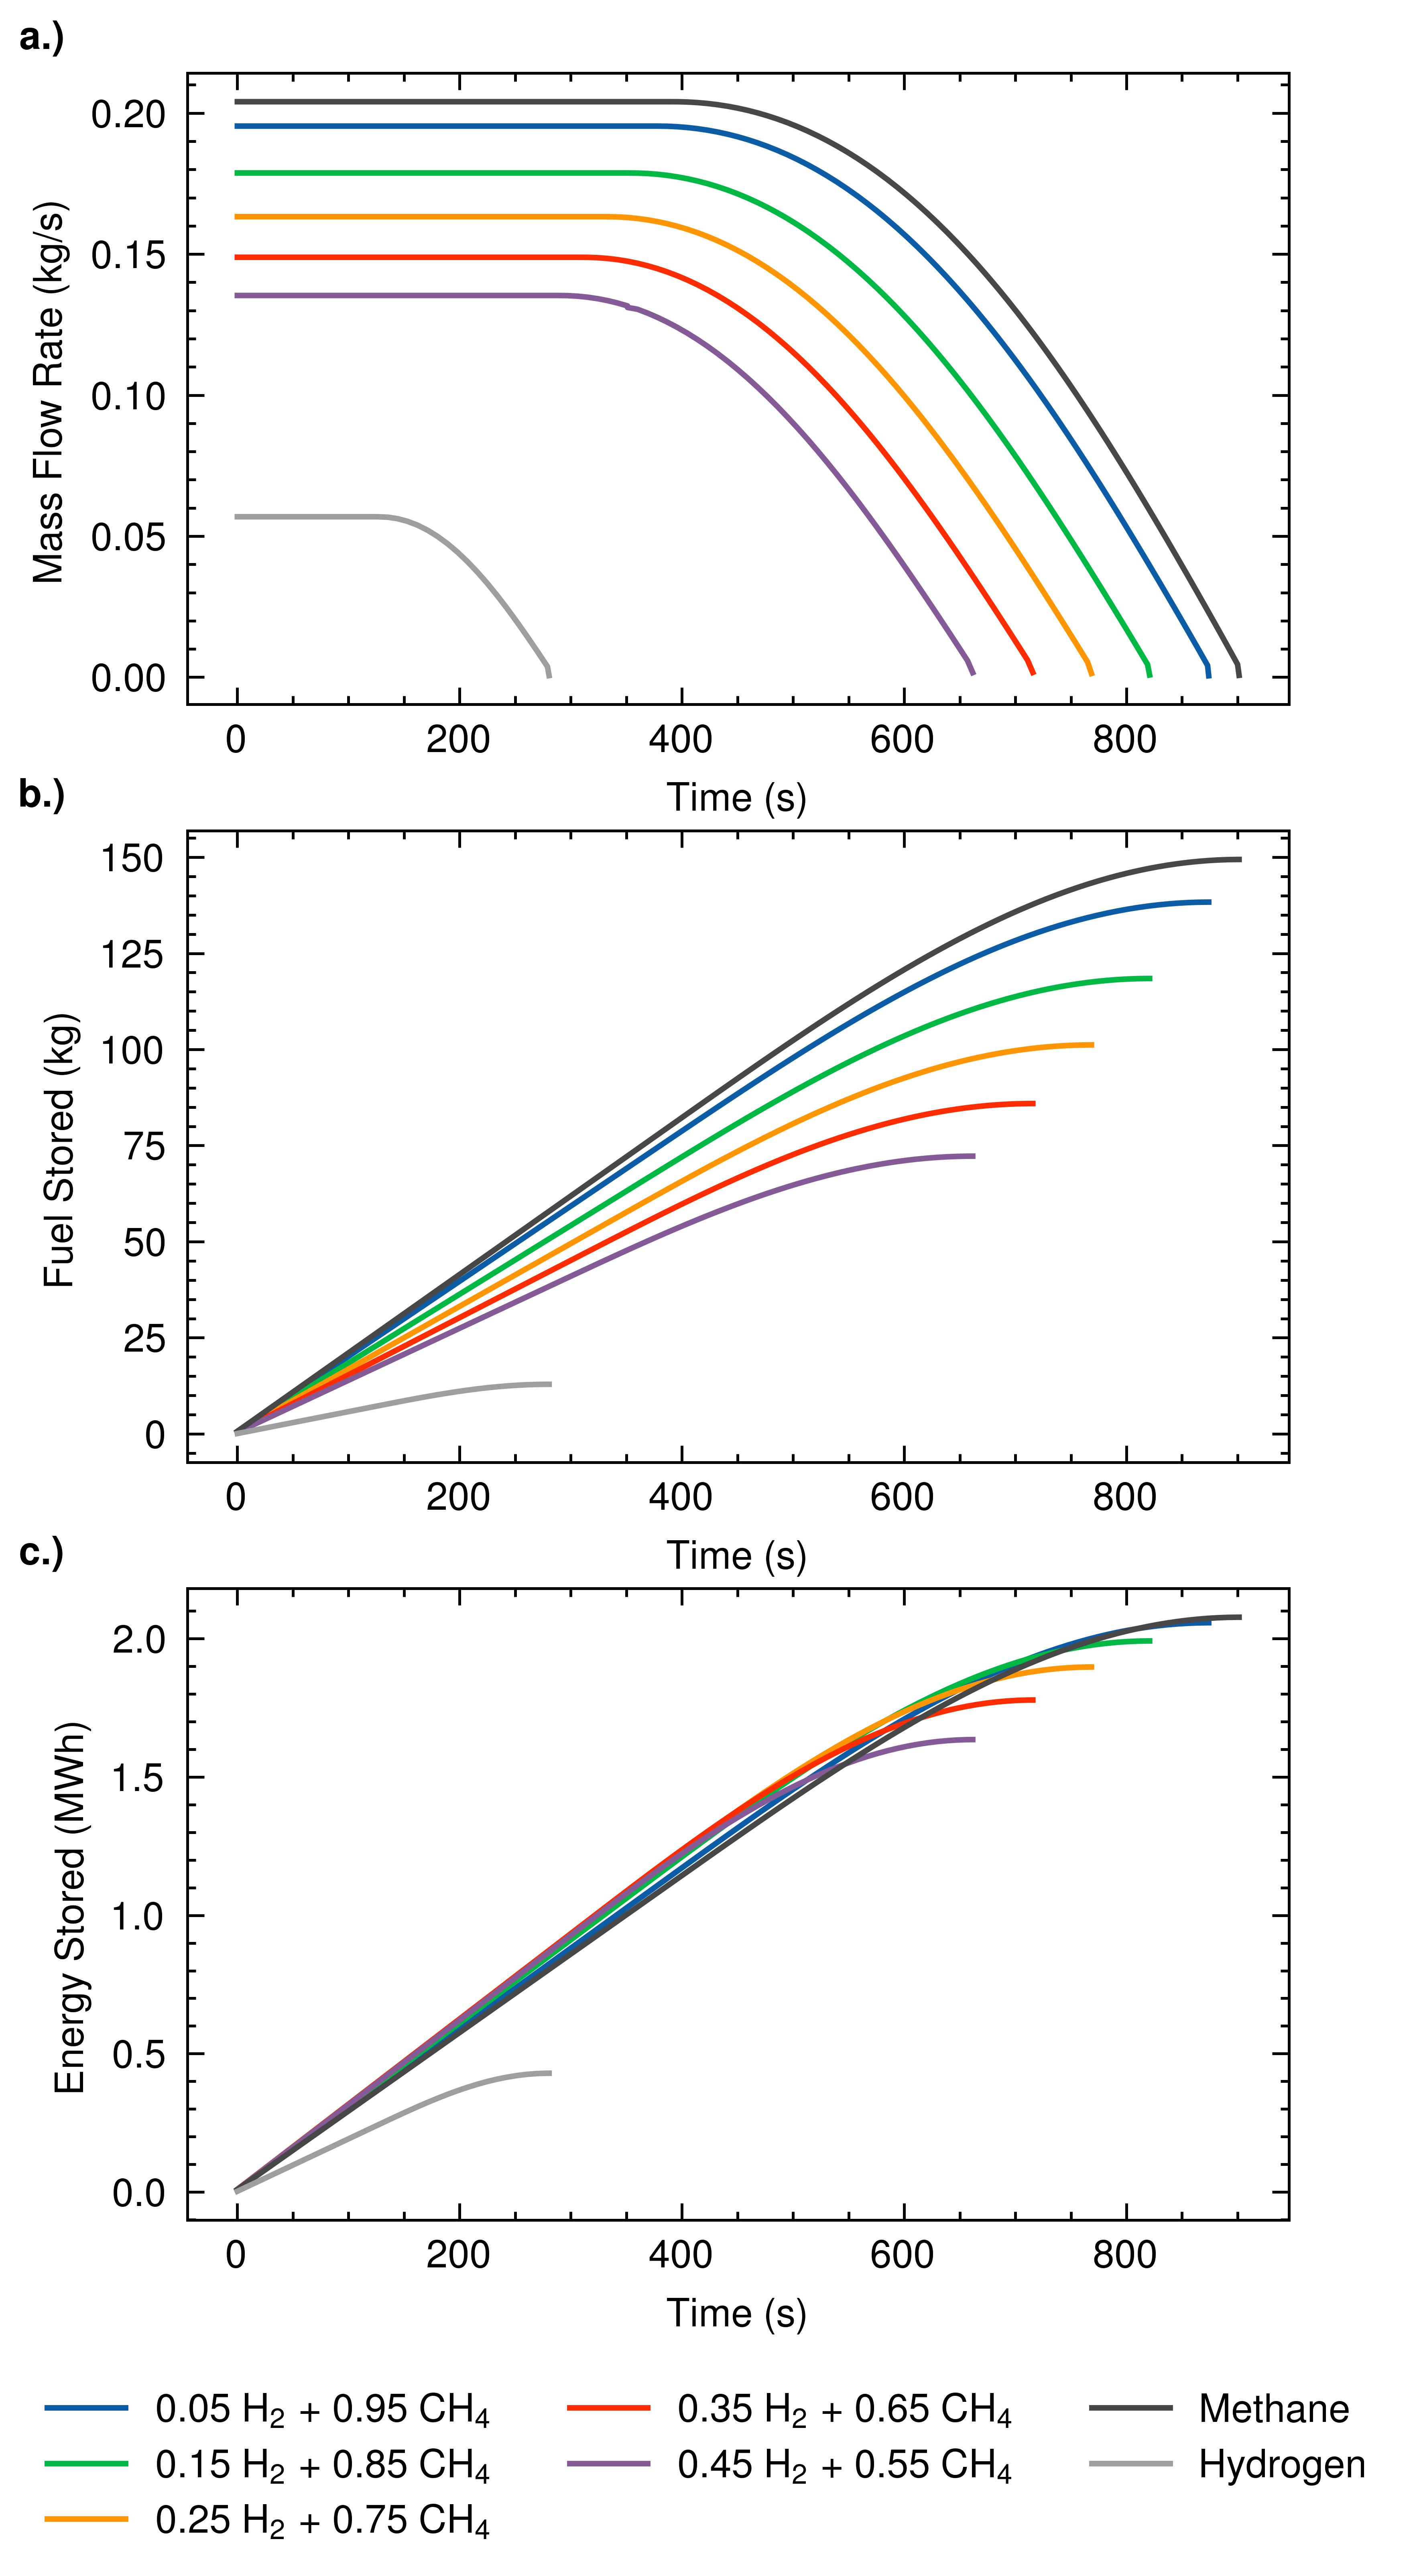 a.)
0.20
0.15
0.10
0.05
0.00
Mass Flow Rate (kg/s)
0 200 400 600 800
Time (s)
b.)
150
125
100
75
50
25
0
Fuel Stored (kg)
0 200 400 600 800
Time (s)
c.)
2.0
1.5
1.0
0.5
0.0
Energy Stored (MWh)
0 200 400 600 800
Time (s)
0.05 H₂ + 0.95 CH₄
0.15 H₂ + 0.85 CH₄
0.25 H₂ + 0.75 CH₄
0.35 H₂ + 0.65 CH₄
0.45 H₂ + 0.55 CH₄
Methane
Hydrogen